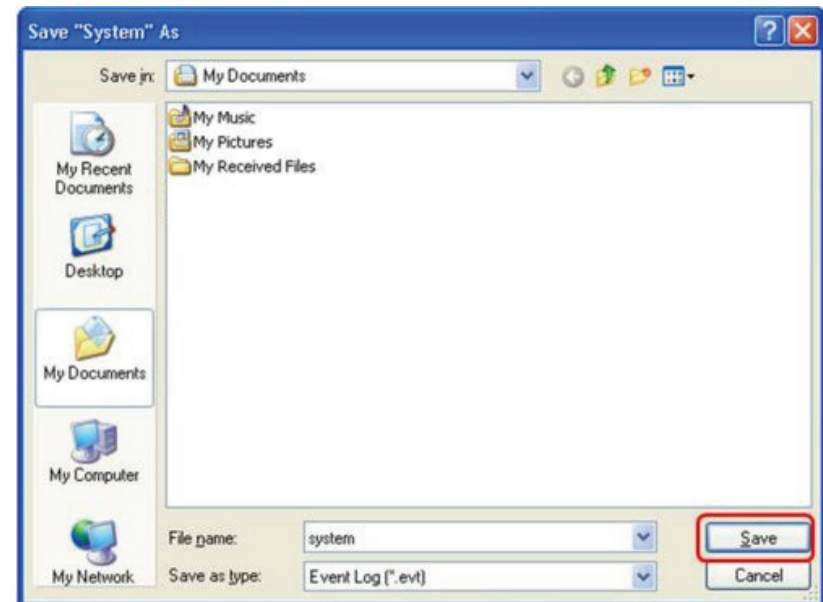 Save "System" As
Save in:
My Documents
My Recent
Documents
Desktop
My Documents
My Computer
My Network
My Music
My Pictures
My Received Files
File name:
system
Save
Save as type:
Event Log (*.evt)
Cancel